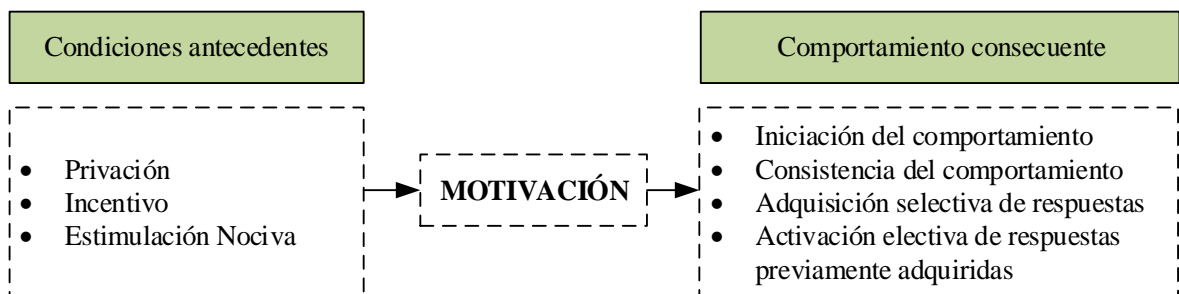 Condiciones antecedentes
Comportamiento consecuente
• Privación
• Incentivo
• Estimulación Nociva
MOTIVACIÓN
• Iniciación del comportamiento
• Consistencia del comportamiento
• Adquisición selectiva de respuestas
• Activación electiva de respuestas
previamente adquiridas